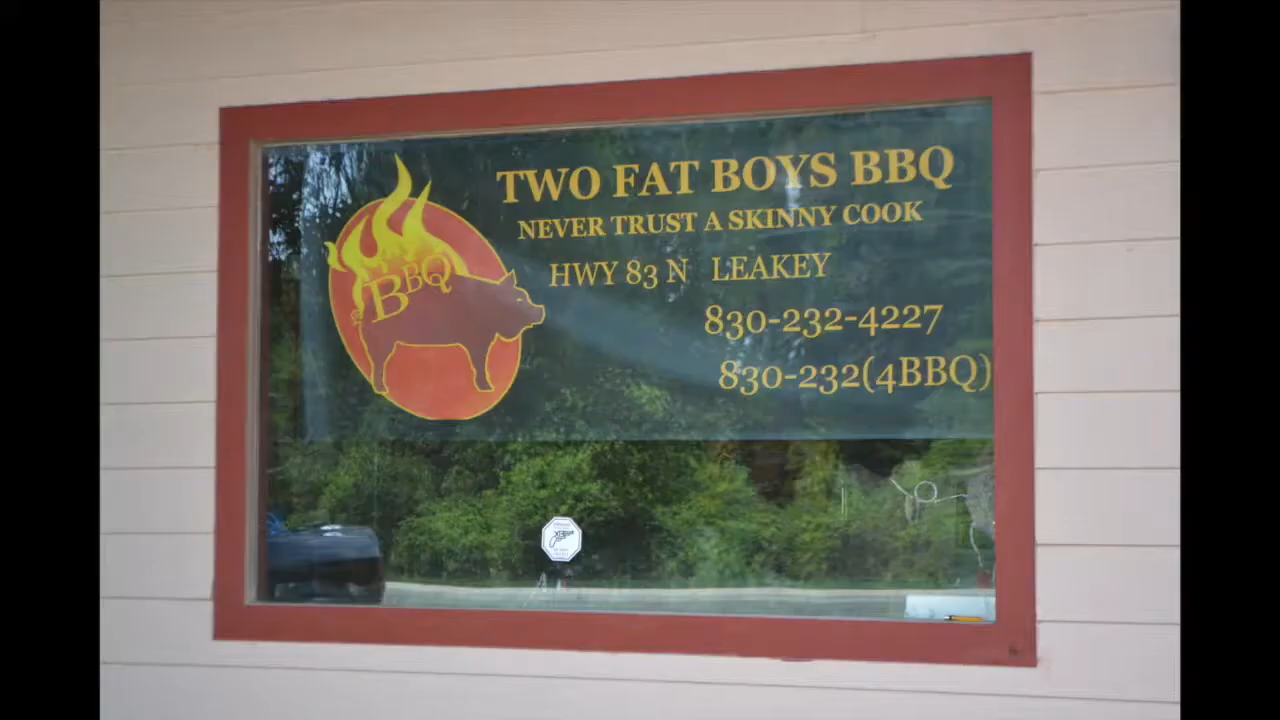 TWO FAT BOYS BBQ
NEVER TRUST A SKINNY COOK
HWY 83 N LEAKEY
830-232-4227
830-232(4BBQ)
BBQ